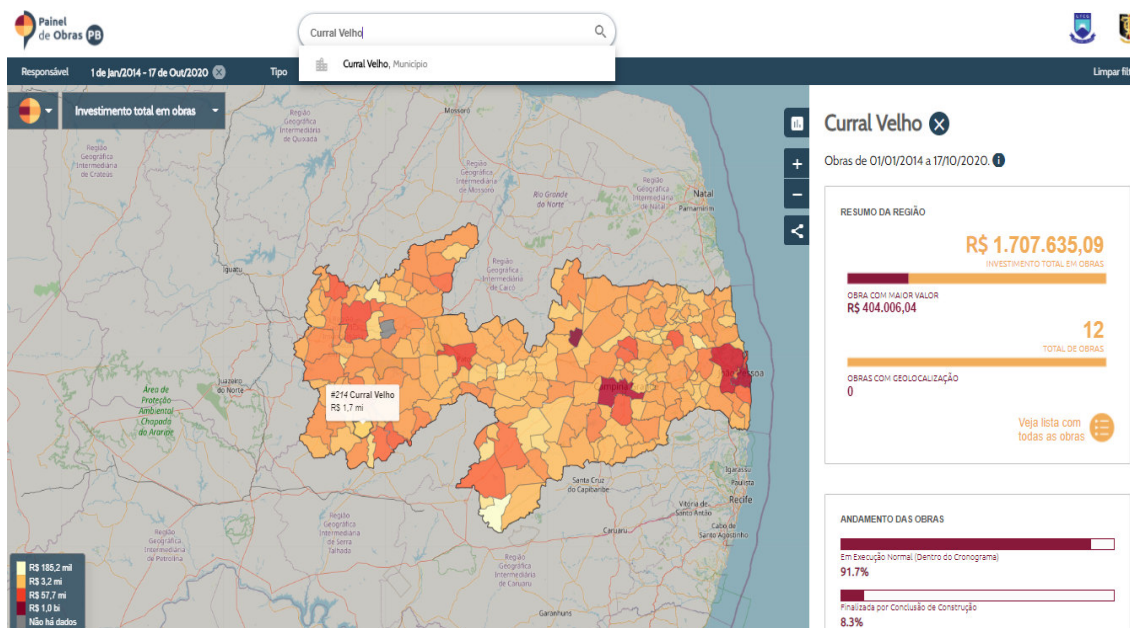 Painel
de Obras PB
Curral Velho
Curral Velho, Município
Responsável
1 de Jan/2014 - 17 de Out/2020
Tipo
Limpar filt
Investimento total em obras
Região
Geográfica
Intermediária
de Quixadá
Mossoró
Região
Geográfica
Intermediária
de Crateús
Região
Geográfica
Intermediária
de Mossoró
Rio Grande
do Norte
Região
Geográfica
Intermediária
de Natal
Natal
Parnamirim
Iguatu
Região
Geográfica
Intermediária
de Caicó
Juazeiro
do Norte
Área de
Proteção
Ambiental
Chapada
do Araripe
#214 Curral Velho
R$ 1,7 mi
Campina
João Pessoa
Santa Cruz
do Capibaribe
Igarassu
Paulista
Recife
Vitória de
Santo Antão
Cabo de
Santo Agostinho
Caruaru
Região
Geográfica
Intermediária
de Petrolina
Região
Geográfica
Intermediária
de Serra
Talhada
Região
Geográfica
Intermediária
de Caruaru
Garanhuns
R$ 185,2 mil
R$ 3,2 mi
R$ 57,7 mi
R$ 1,0 bi
Não há dados
Curral Velho
Obras de 01/01/2014 a 17/10/2020.
RESUMO DA REGIÃO
R$ 1.707.635,09
INVESTIMENTO TOTAL EM OBRAS
OBRA COM MAIOR VALOR
R$ 404.006,04
12
TOTAL DE OBRAS
OBRAS COM GEOLOCALIZAÇÃO
0
Veja lista com
todas as obras
ANDAMENTO DAS OBRAS
Em Execução Normal (Dentro do Cronograma)
91.7%
Finalizada por Conclusão de Construção
8.3%